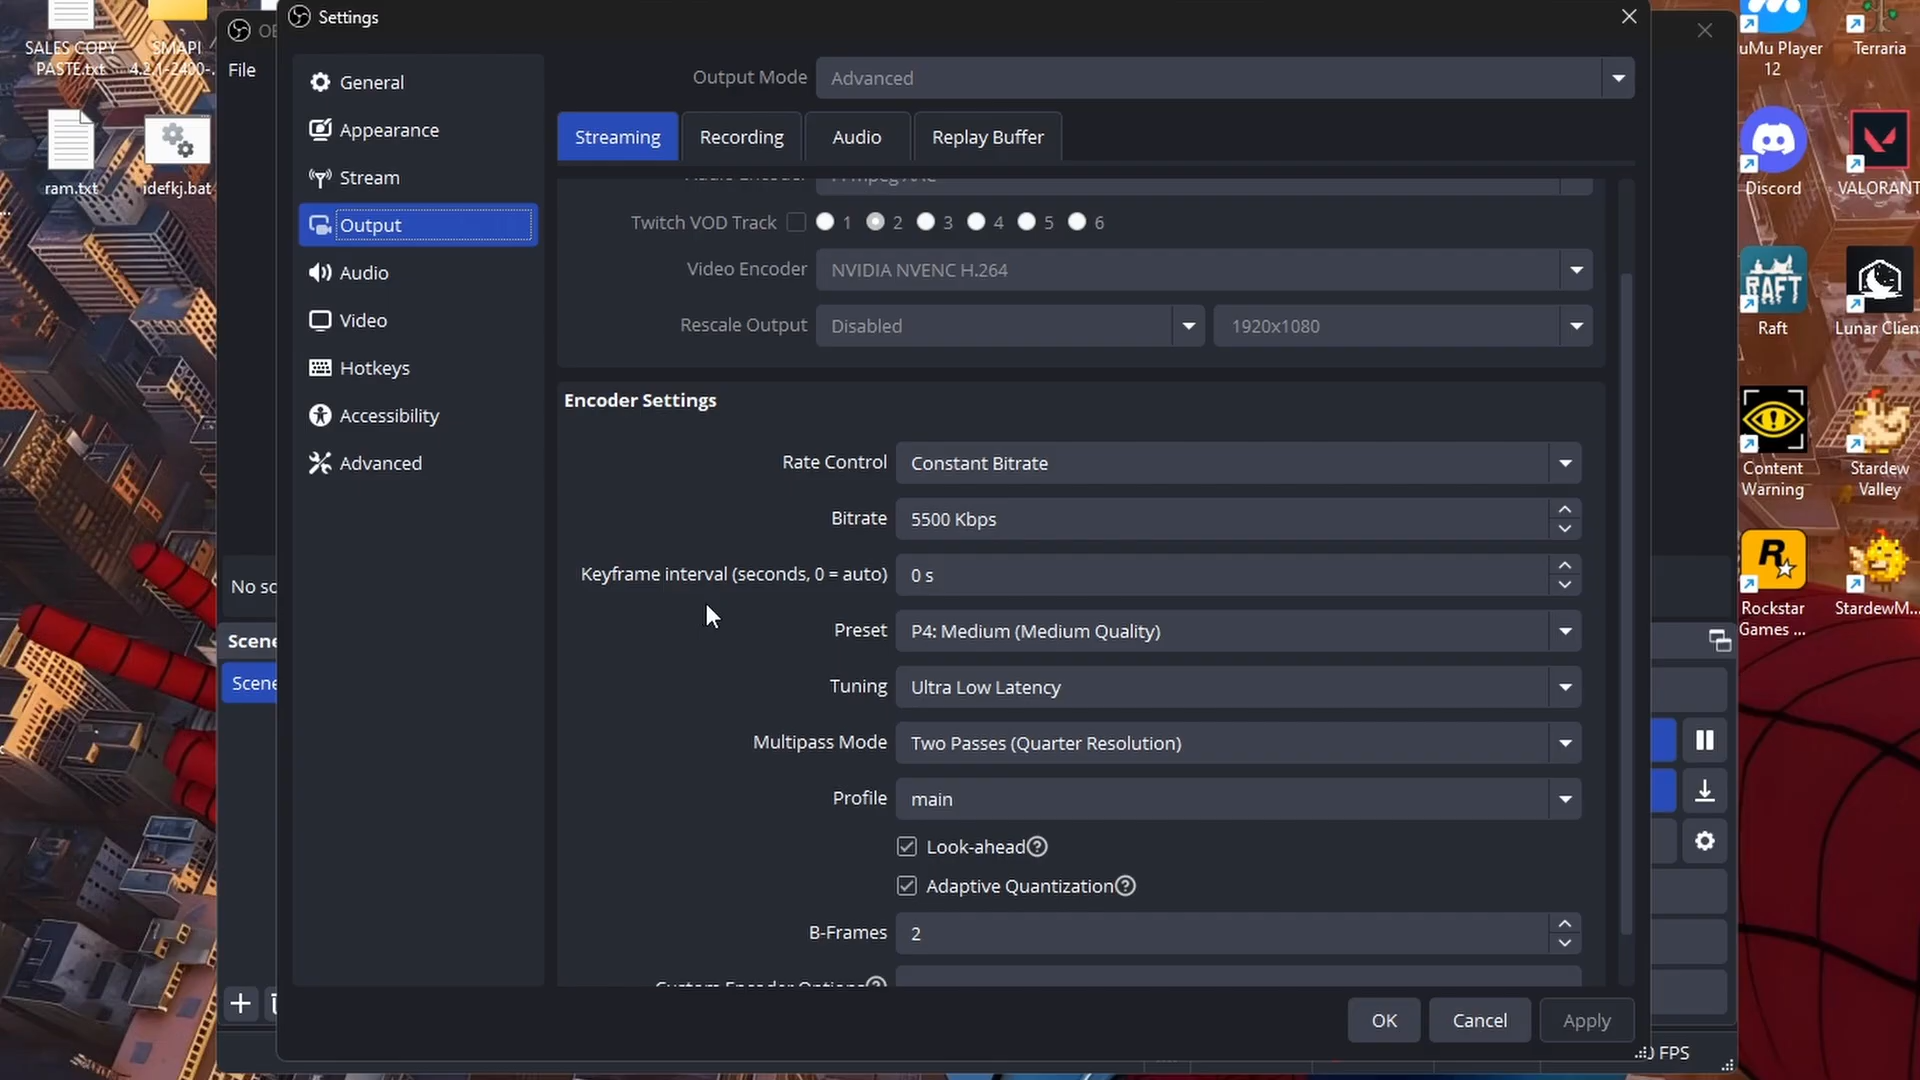 Settings
SALES COPY
PASTE.txt
SMAPI
4.2.1-2400-...
ram.txt
idefkj.bat
File
General
Appearance
Stream
Output
Audio
Video
Hotkeys
Accessibility
Advanced
Output Mode
Advanced
Streaming
Recording
Audio
Replay Buffer
Twitch VOD Track
1
2
3
4
5
6
Video Encoder
NVIDIA NVENC H.264
Rescale Output
Disabled
1920x1080
Encoder Settings
Rate Control
Constant Bitrate
Bitrate
5500 Kbps
Keyframe interval (seconds, 0 = auto)
0 s
Preset
P4: Medium (Medium Quality)
Tuning
Ultra Low Latency
Multipass Mode
Two Passes (Quarter Resolution)
Profile
main
Look-ahead
Adaptive Quantization
B-Frames
2
Custom Encoder Options
OK
Cancel
Apply
No sc
Scene
Scene
0 FPS
uMu Player
12
Terraria
Discord
VALORANT
RAFT
Raft
Lunar Clien
Content
Warning
Stardew
Valley
Rockstar
Games ...
StardewM...